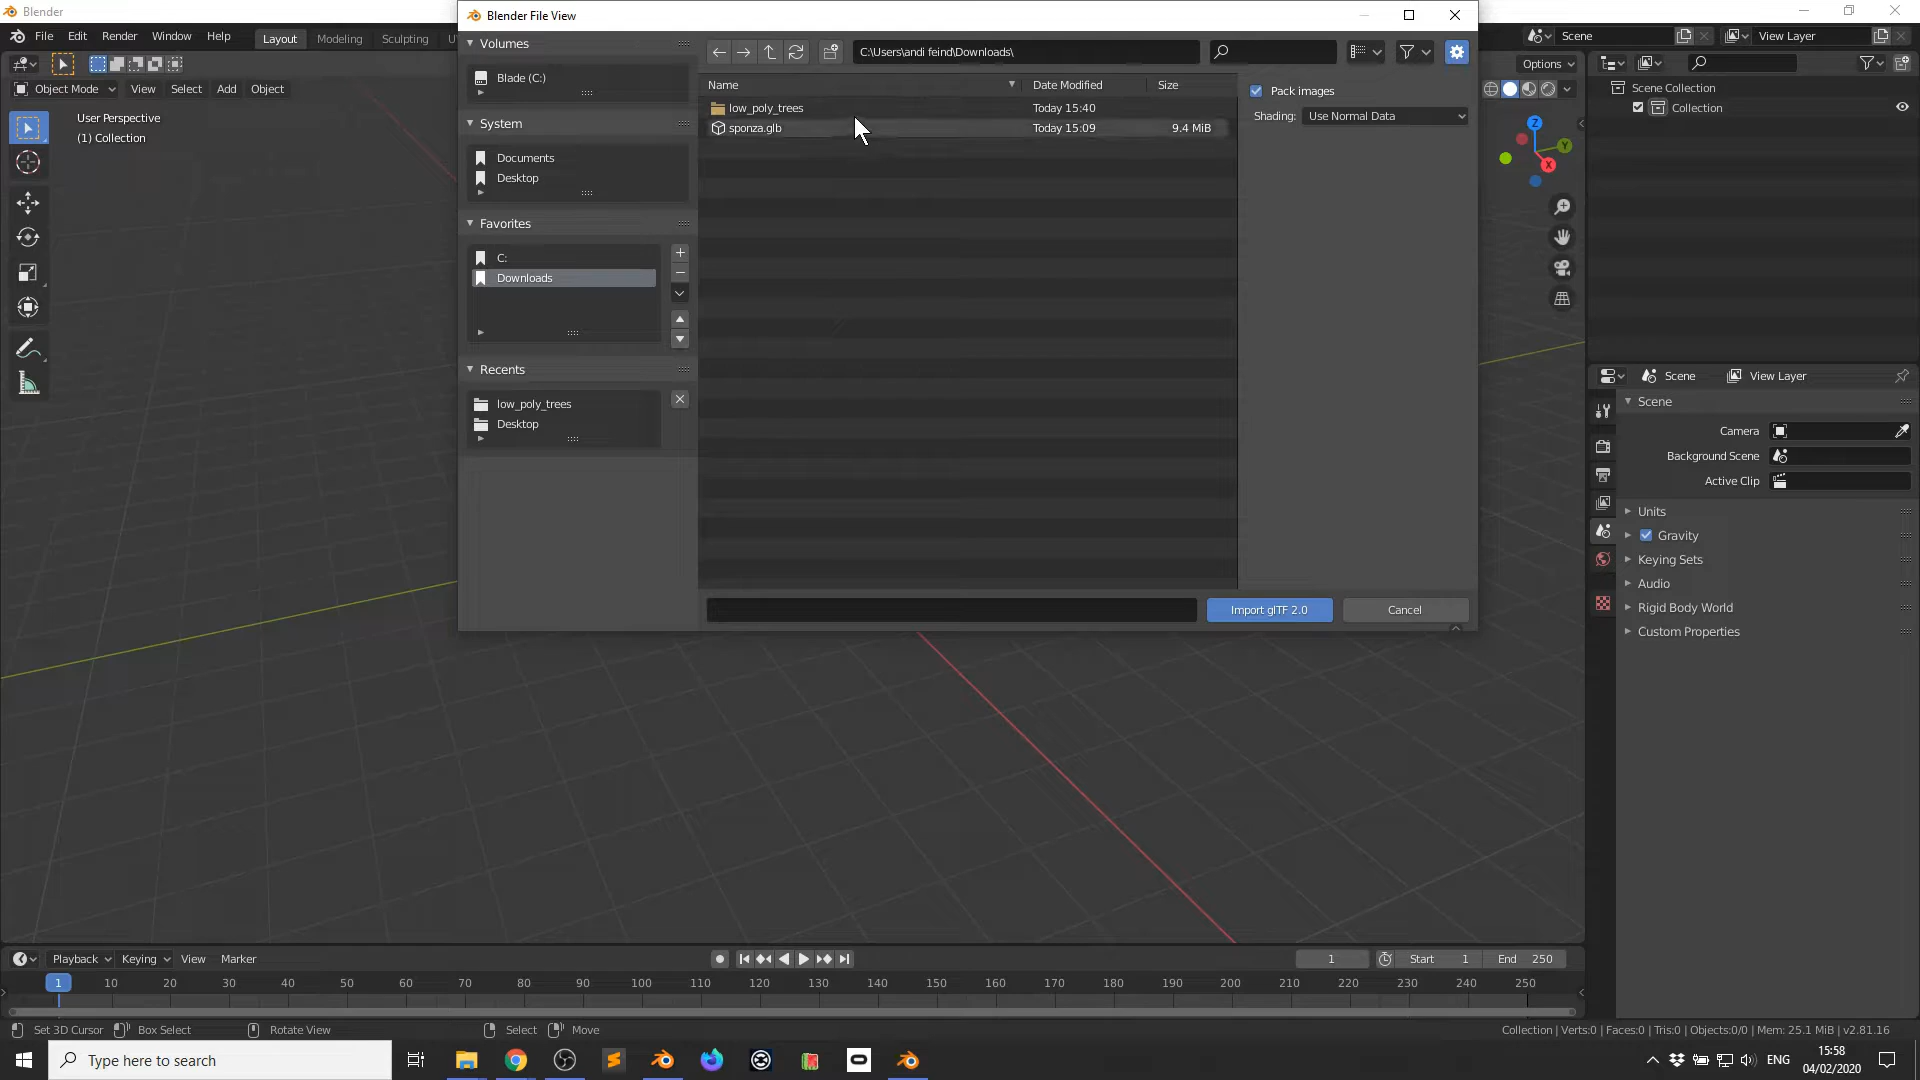 Blender
Blender File View
File Edit Render Window Help Layout Modeling Sculpting
Scene View Layer
Object Mode View Select Add Object
Options
User Perspective
(1) Collection
Volumes
Blade (C:)
System
Documents
Desktop
Favorites
C:
Downloads
Recents
low_poly_trees
Desktop
C:\Users\andi feind\Downloads\
Name Date Modified Size
low_poly_trees Today 15:40
sponza.glb Today 15:09 9.4 MiB
Pack images
Shading: Use Normal Data
Import glTF 2.0 Cancel
Z
Y
X
Scene Collection
Collection
Scene View Layer
Scene
Camera
Background Scene
Active Clip
Units
Gravity
Keying Sets
Audio
Rigid Body World
Custom Properties
Playback Keying View Marker
1 Start 1 End 250
1 10 20 30 40 50 60 70 80 90 100 110 120 130 140 150 160 170 180 190 200 210 220 230 240 250
Set 3D Cursor Box Select Rotate View Select Move
Collection | Verts:0 | Faces:0 | Tris:0 | Objects:0/0 | Mem: 25.1 MiB | v2.81.16
Type here to search
ENG
15:58
04/02/2020